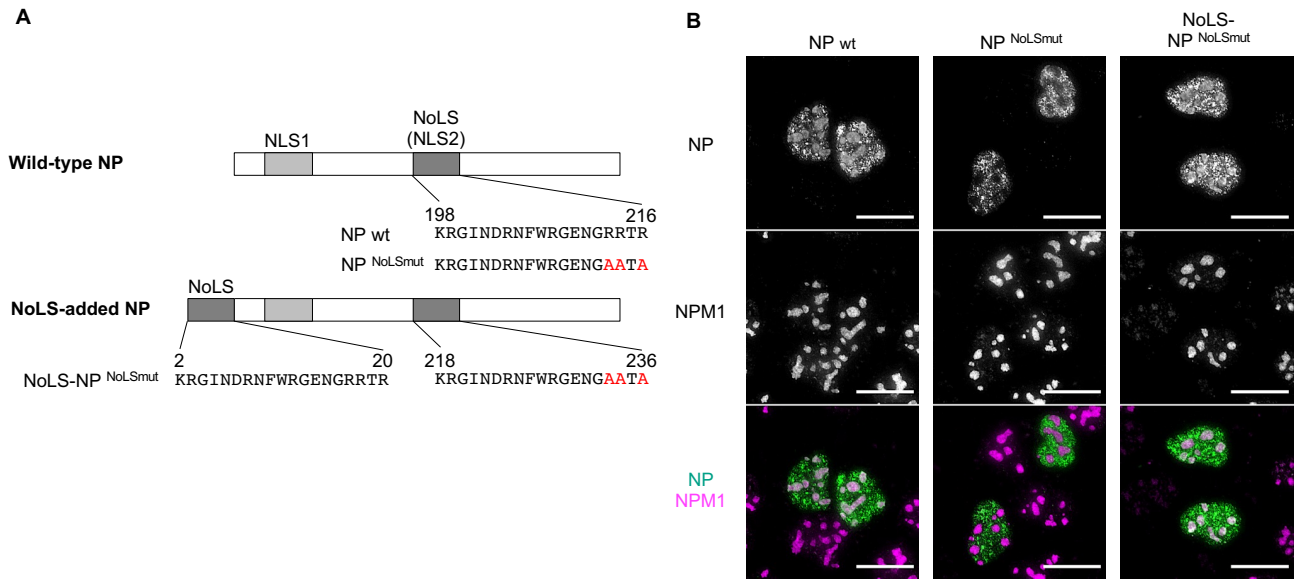 A
NLS1
NoLS
(NLS2)
Wild-type NP
198 216
NP wt KRGINDRNFWRGENGRRTR
NP NoLSmut KRGINDRNFWRGENGAATA
NoLS
NoLS-added NP
2 20 218 236
NoLS-NP NoLSmut KRGINDRNFWRGENGRRTR KRGINDRNFWRGENGAATA
B
NP wt NP NoLSmut NoLS-
NP NoLSmut
NP
NPM1
NP
NPM1